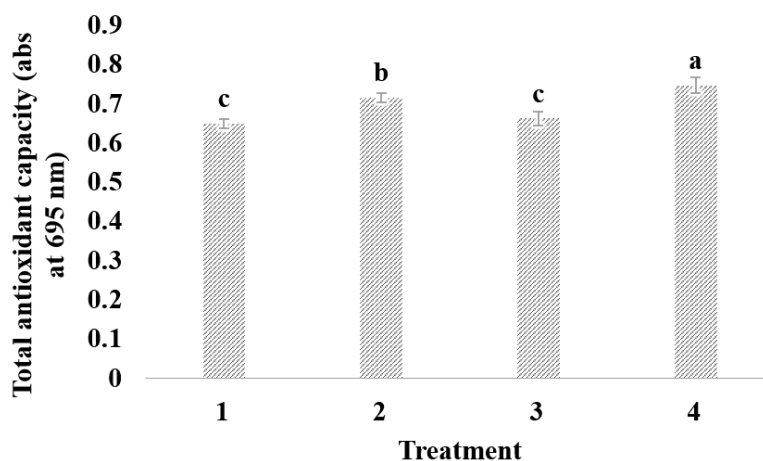 Total antioxidant capacity (abs
at 695 nm)
0.9
0.8
0.7
0.6
0.5
0.4
0.3
0.2
0.1
0
c
b
c
a
1 2 3 4
Treatment